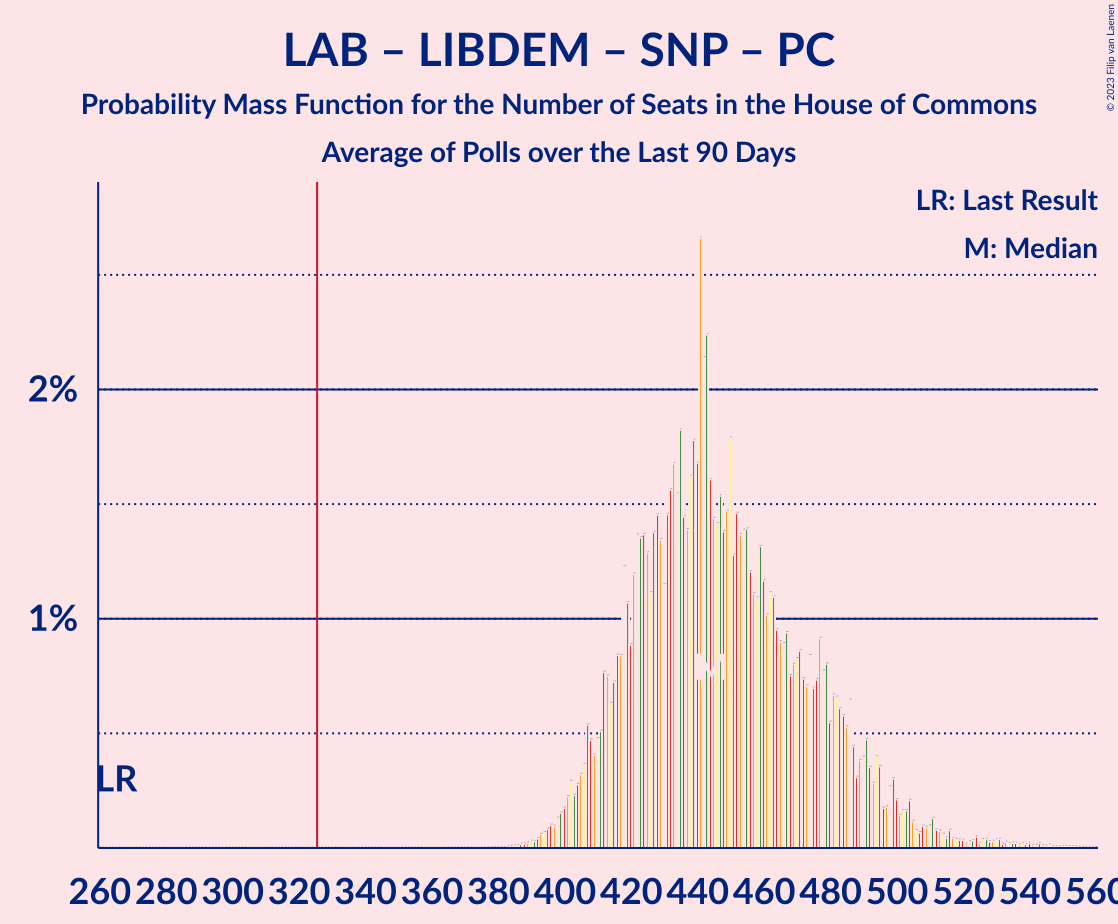 LAB – LIBDEM – SNP – PC
Probability Mass Function for the Number of Seats in the House of Commons
Average of Polls over the Last 90 Days
© 2023 Filip van Laenen
LR: Last Result
M: Median
2%
1%
LR
260 280 300 320 340 360 380 400 420 440 460 480 500 520 540 560